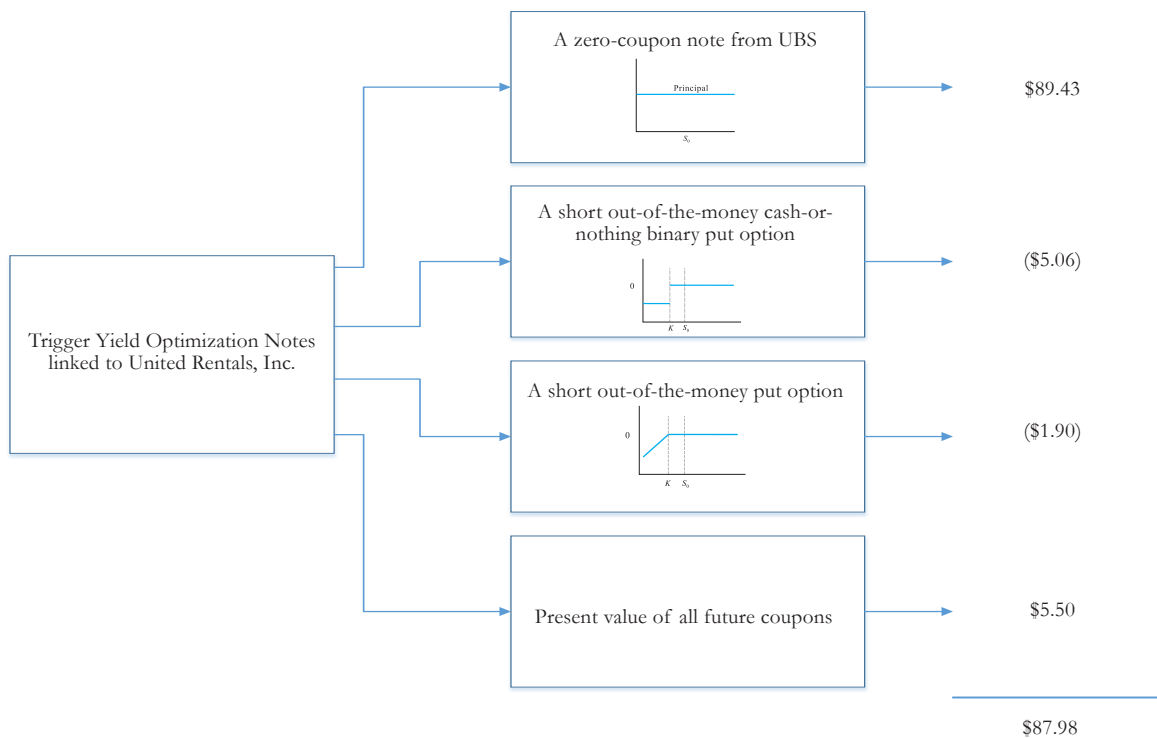 A zero-coupon note from UBS
Principal
S₀
$89.43
A short out-of-the-money cash-or-
nothing binary put option
0
K S₀
($5.06)
Trigger Yield Optimization Notes
linked to United Rentals, Inc.
A short out-of-the-money put option
0
K S₀
($1.90)
Present value of all future coupons
$5.50
$87.98